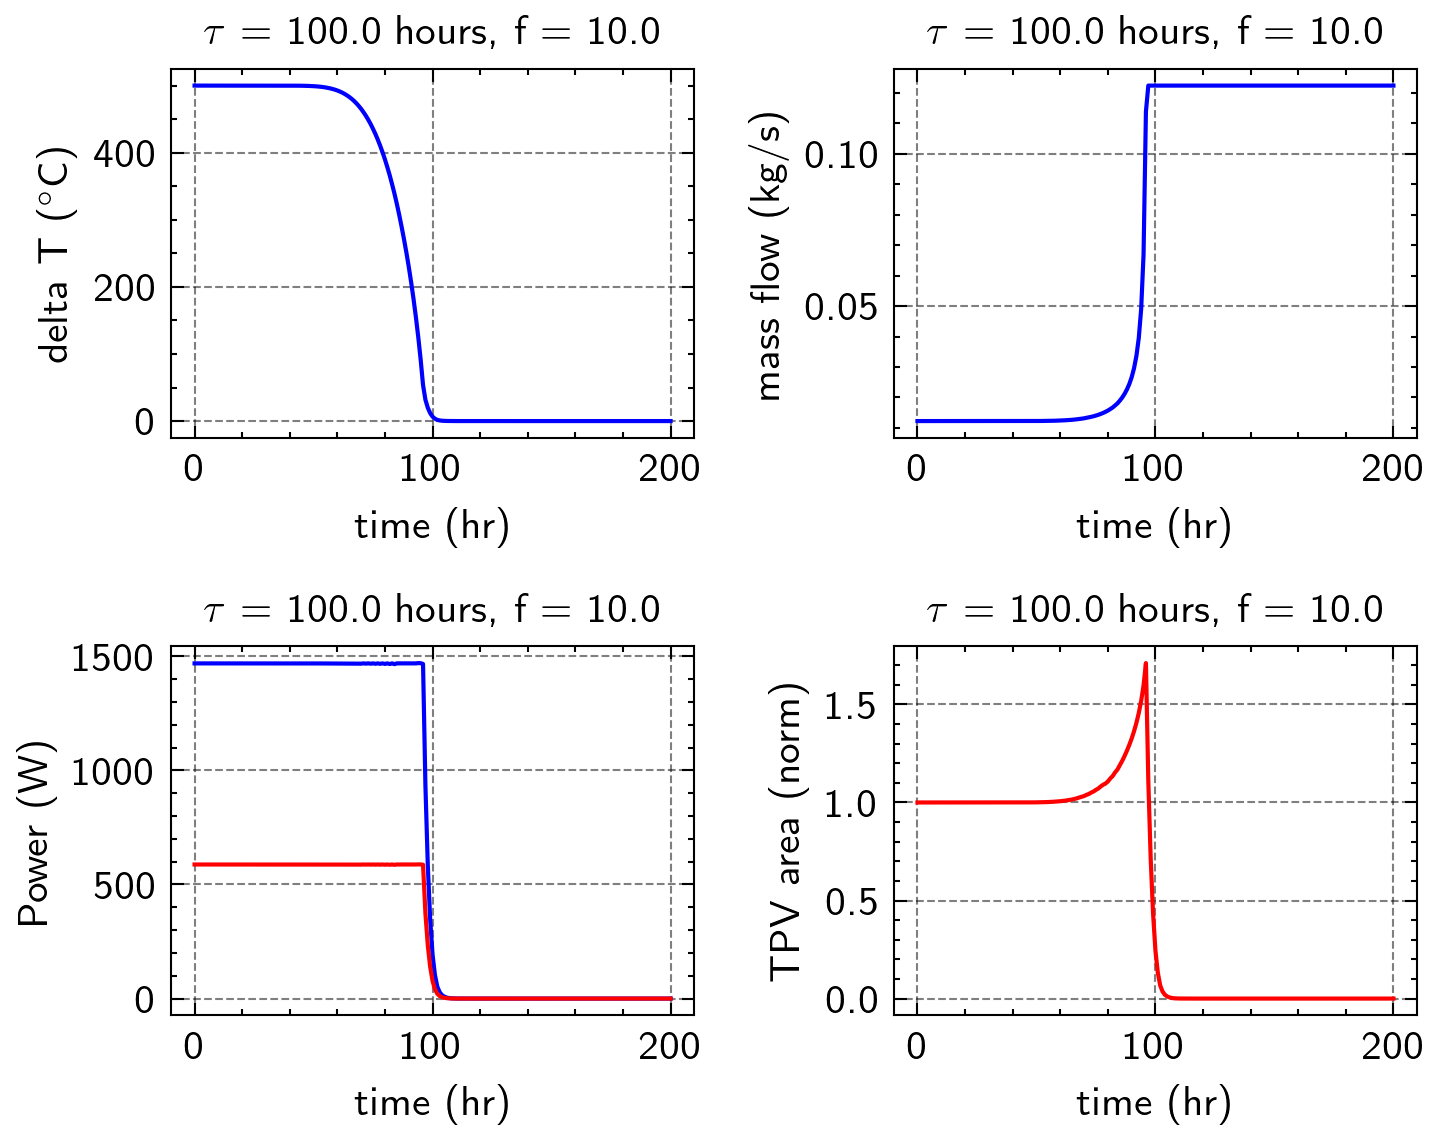 τ = 100.0 hours, f = 10.0
delta T (°C)
400
200
0
0 100 200
time (hr)
τ = 100.0 hours, f = 10.0
mass flow (kg/s)
0.10
0.05
0 100 200
time (hr)
τ = 100.0 hours, f = 10.0
Power (W)
1500
1000
500
0
0 100 200
time (hr)
τ = 100.0 hours, f = 10.0
TPV area (norm)
1.5
1.0
0.5
0.0
0 100 200
time (hr)